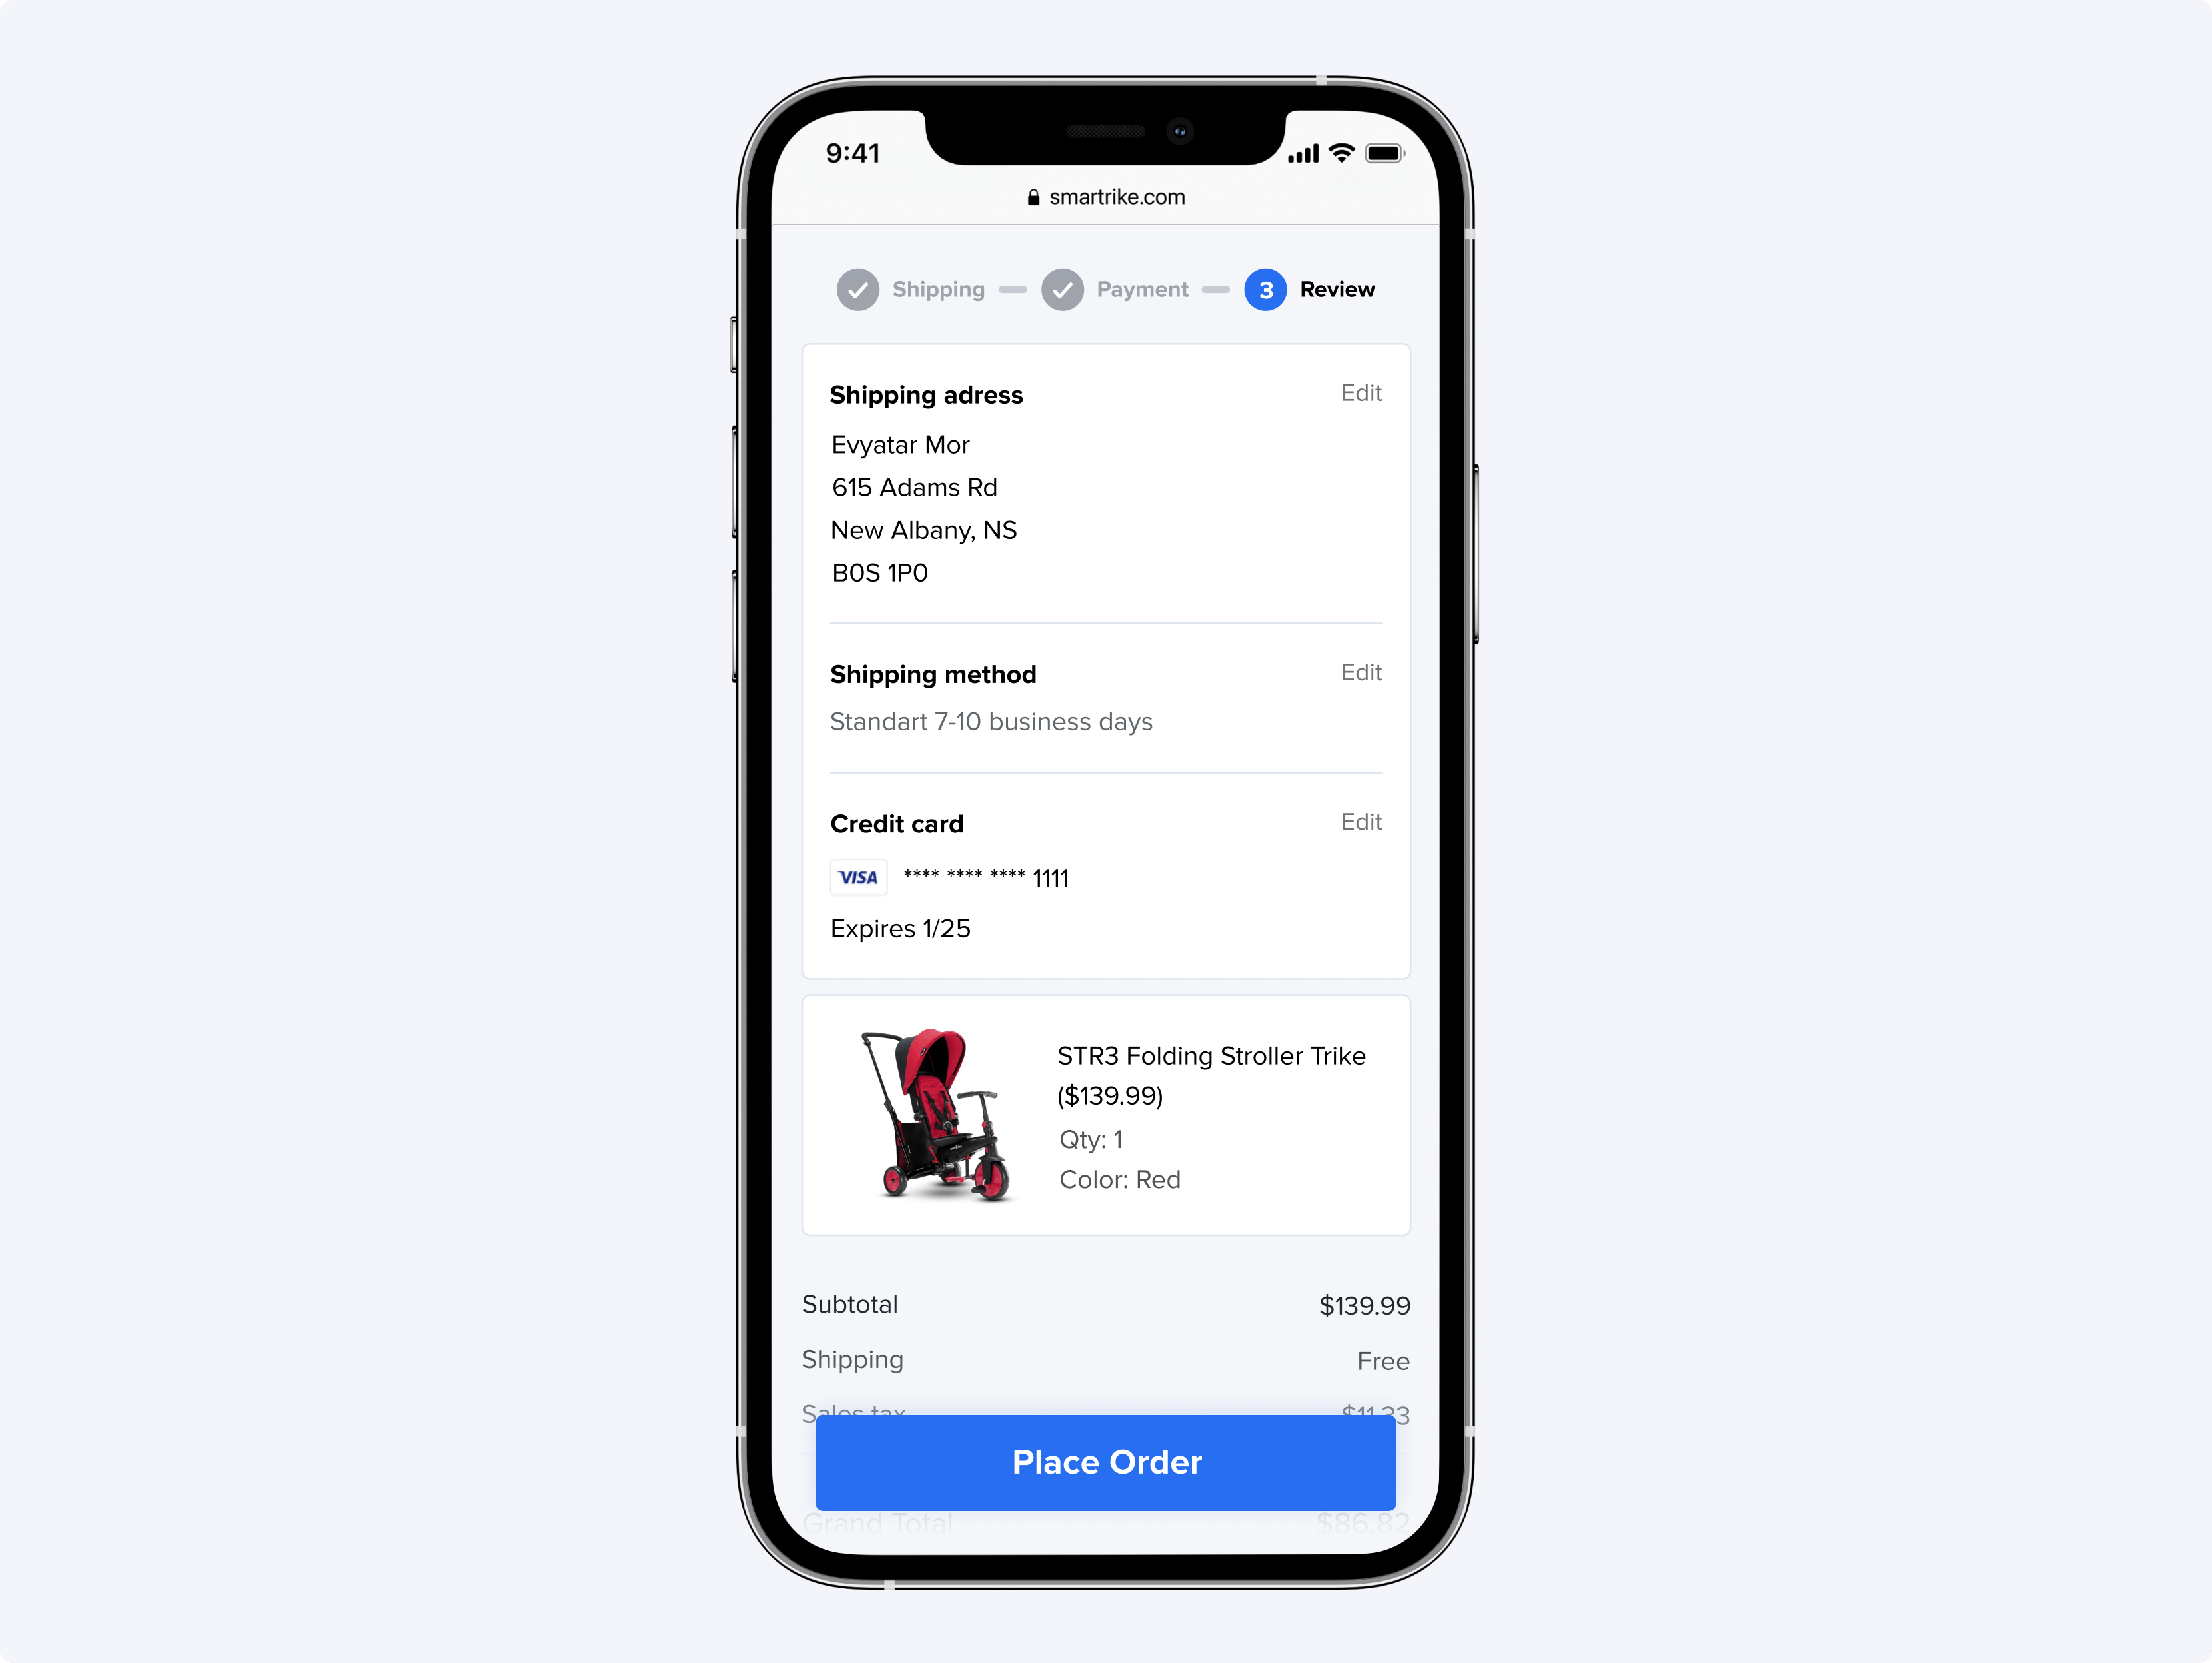 9:41
smartrike.com
Shipping Payment 3 Review
Shipping adress Edit
Evyatar Mor
615 Adams Rd
New Albany, NS
B0S 1P0
Shipping method Edit
Standart 7-10 business days
Credit card Edit
VISA **** **** **** 1111
Expires 1/25
STR3 Folding Stroller Trike
($139.99)
Qty: 1
Color: Red
Subtotal $139.99
Shipping Free
Sales tax $11.33
Place Order
Grand Total $86.82